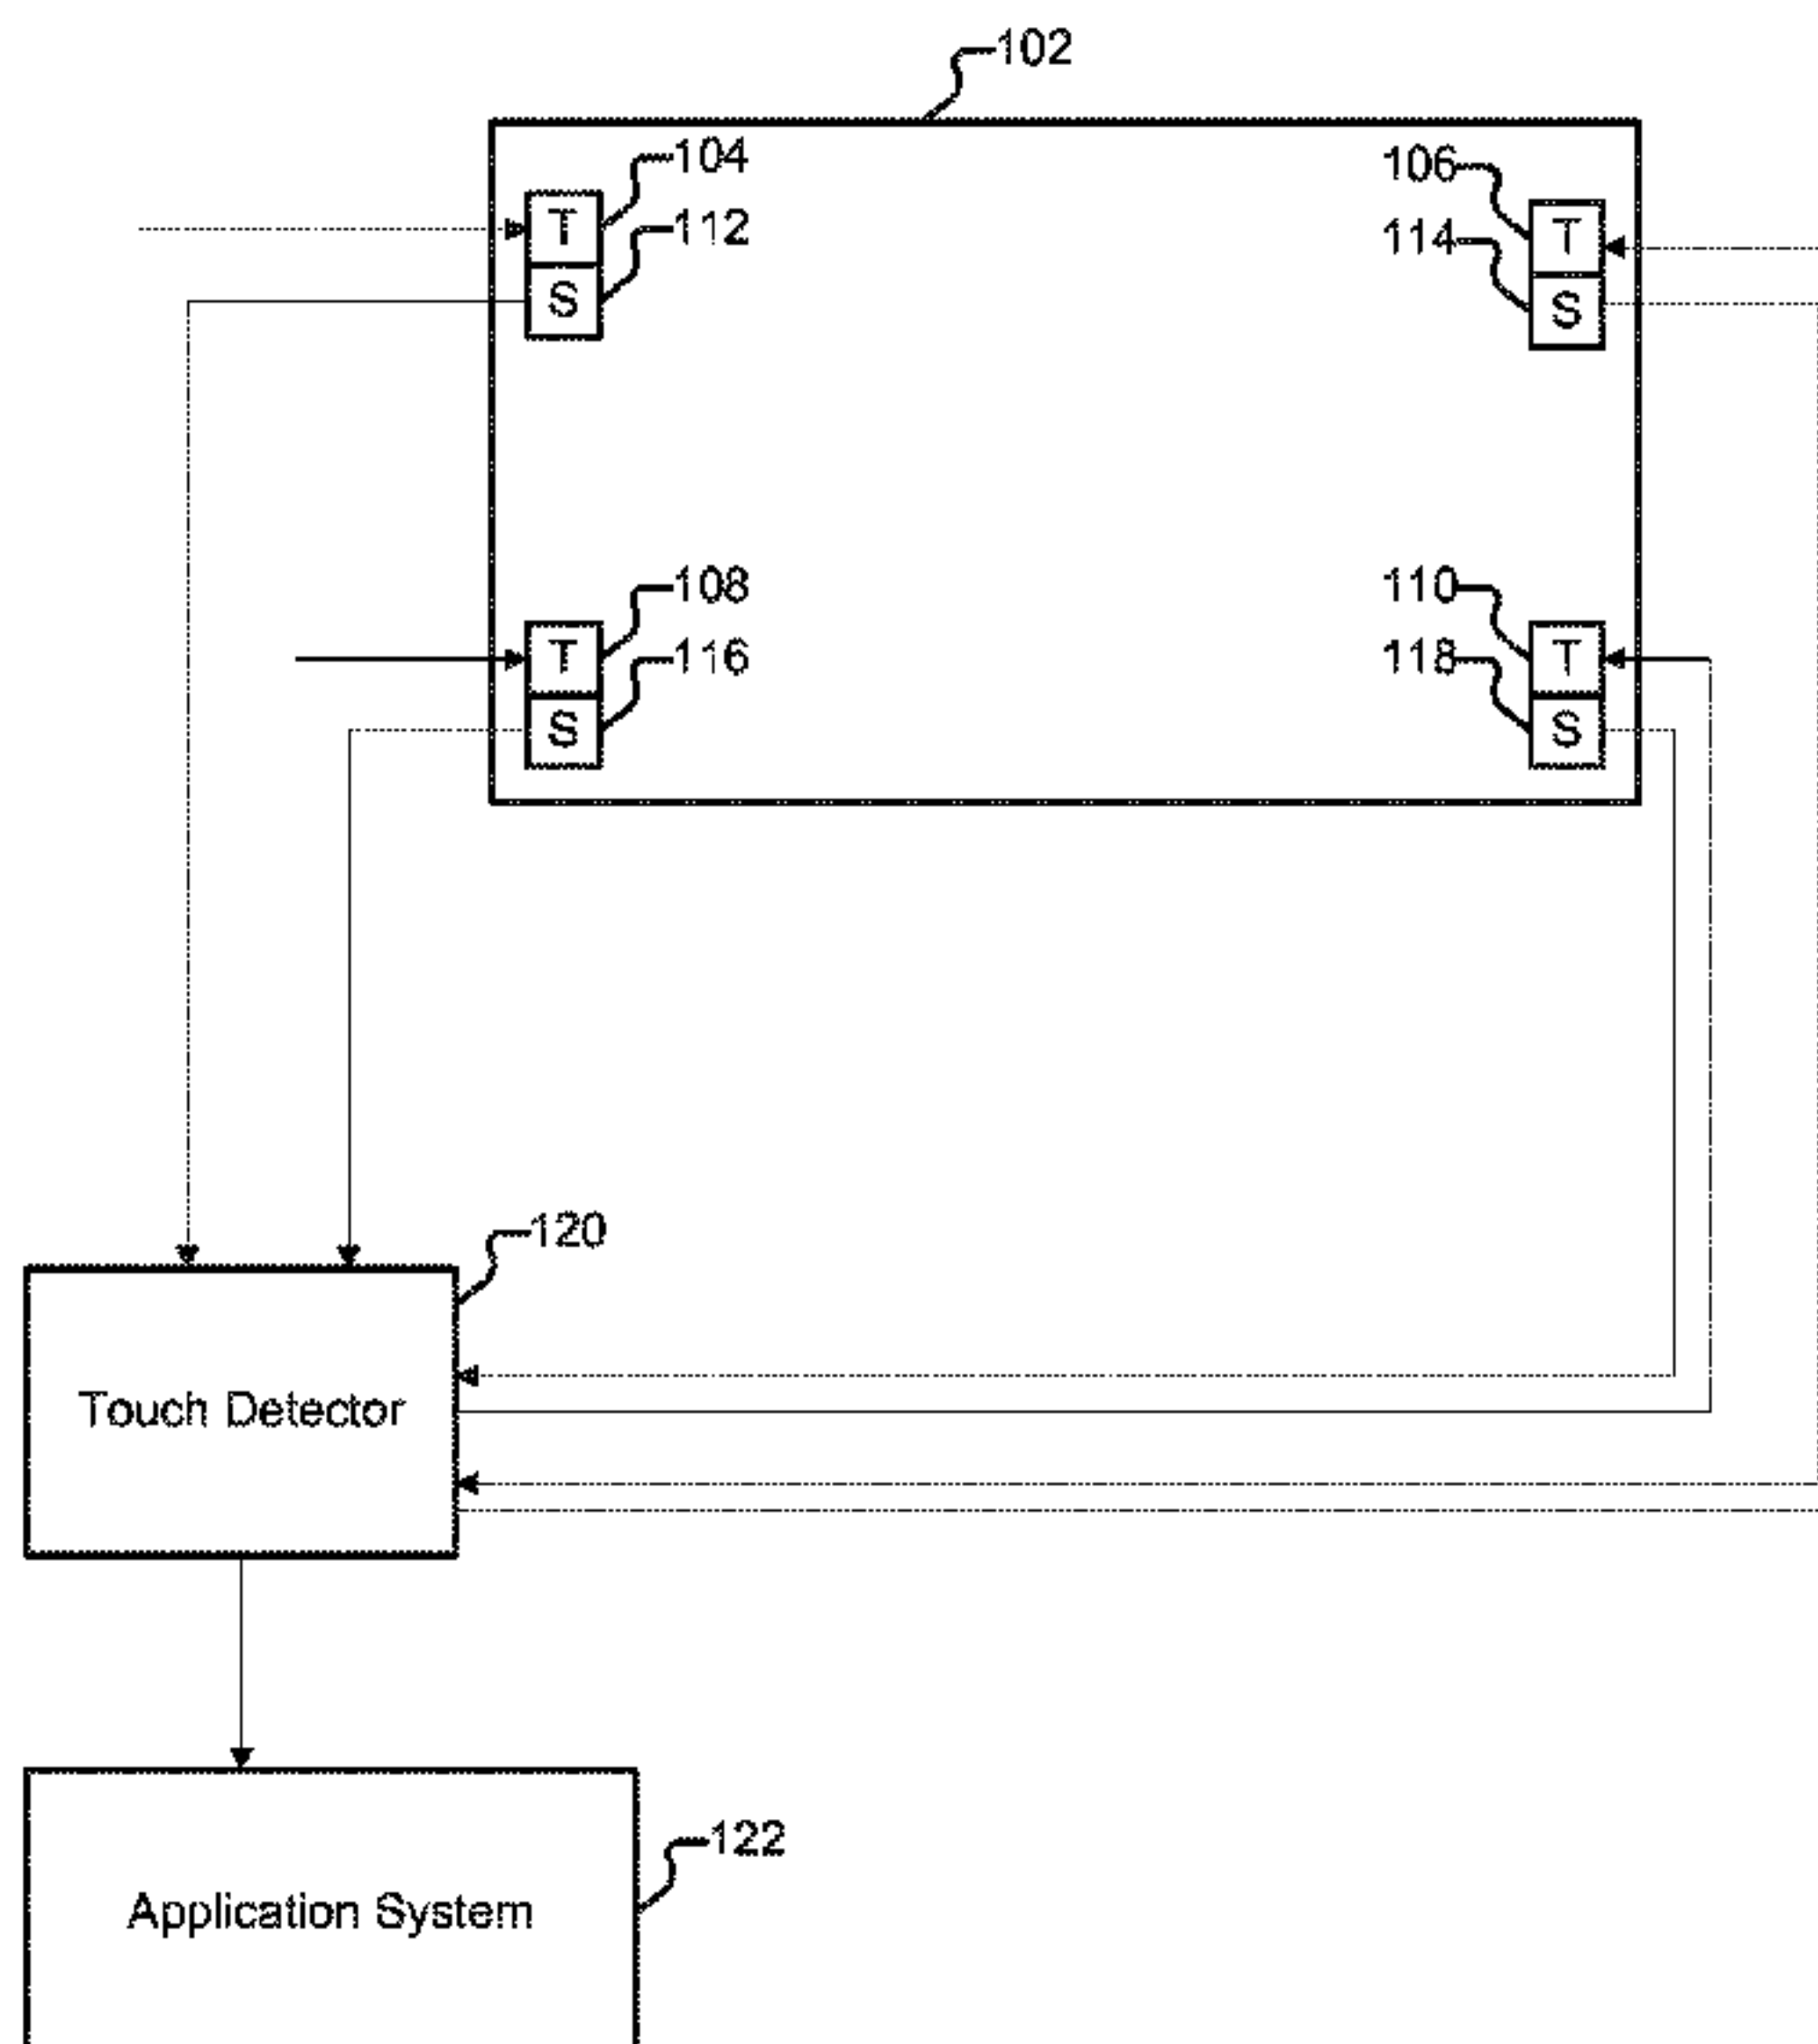 102
104
106
T
112
114
T
S
S
108
110
T
116
118
T
S
S
120
Touch Detector
122
Application System